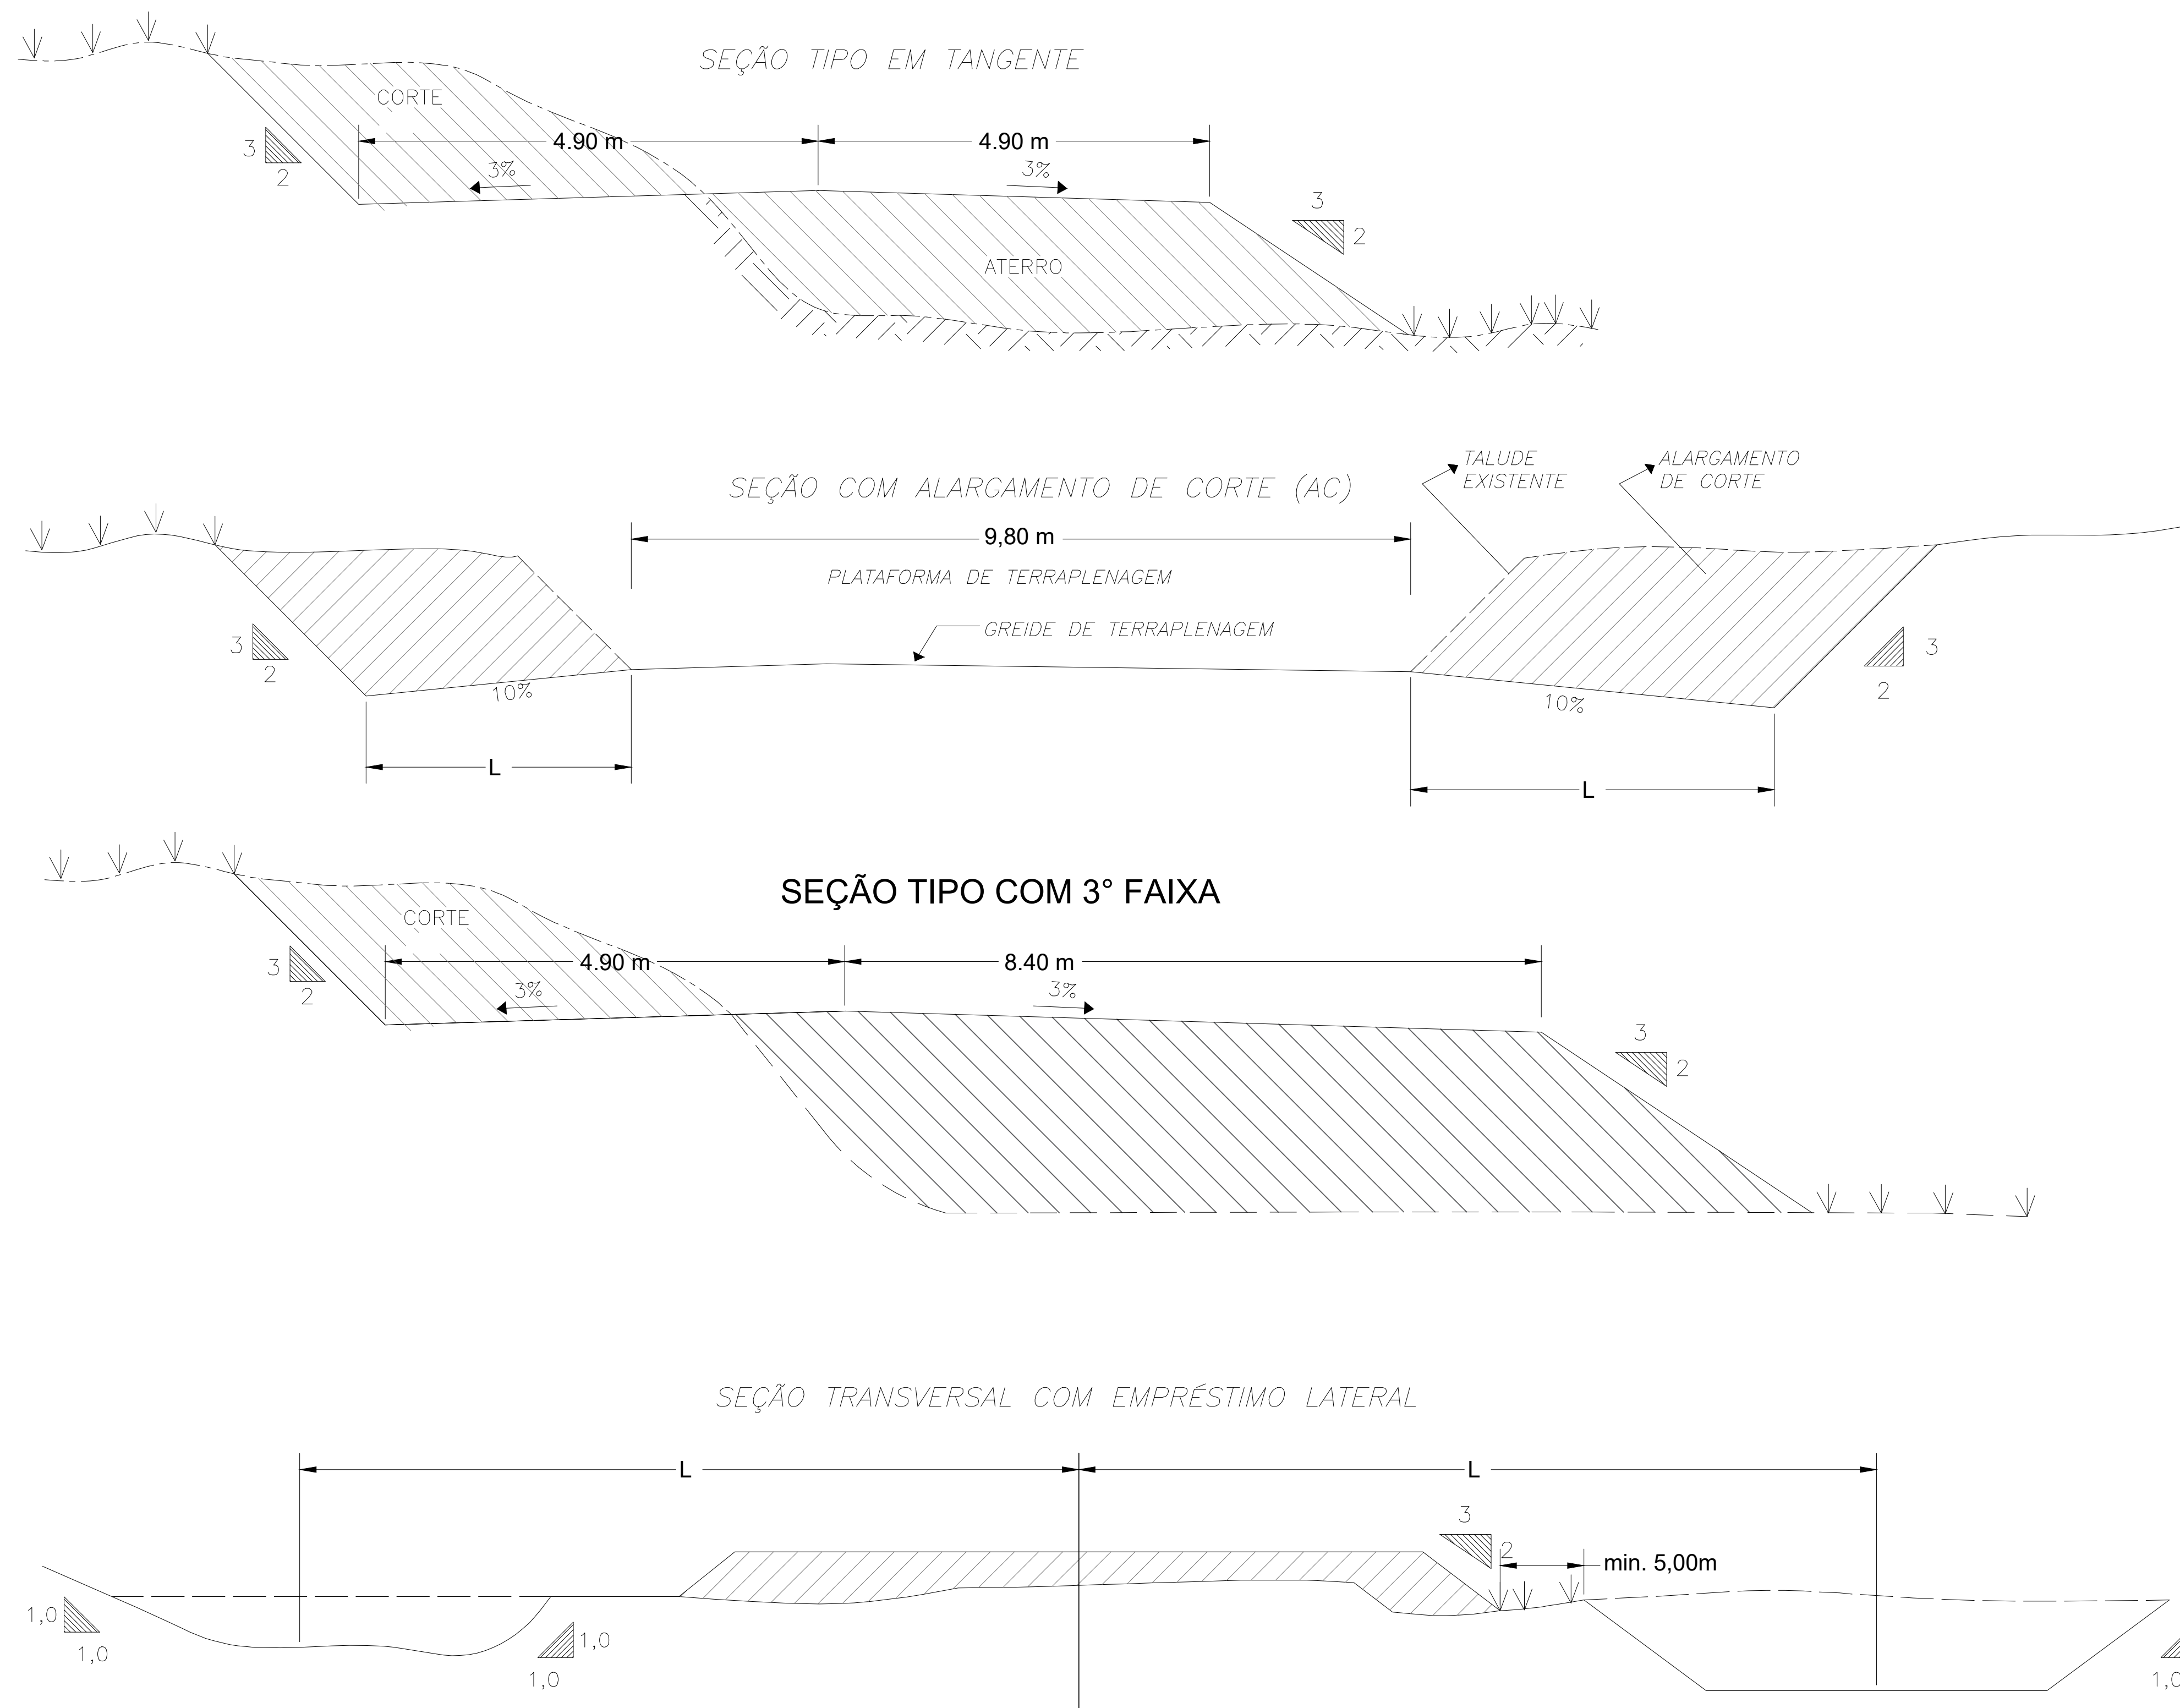 SEÇÃO TIPO EM TANGENTE
CORTE
4.90 m
4.90 m
3%
3%
3
2
3
2
ATERRO
SEÇÃO COM ALARGAMENTO DE CORTE (AC)
TALUDE
EXISTENTE
ALARGAMENTO
DE CORTE
9,80 m
PLATAFORMA DE TERRAPLENAGEM
GREIDE DE TERRAPLENAGEM
3
2
3
2
10%
10%
L
L
SEÇÃO TIPO COM 3° FAIXA
CORTE
4.90 m
8.40 m
3%
3%
3
2
3
2
SEÇÃO TRANSVERSAL COM EMPRÉSTIMO LATERAL
L
L
3
2
min. 5,00m
1,0
1,0
1,0
1,0
1,0